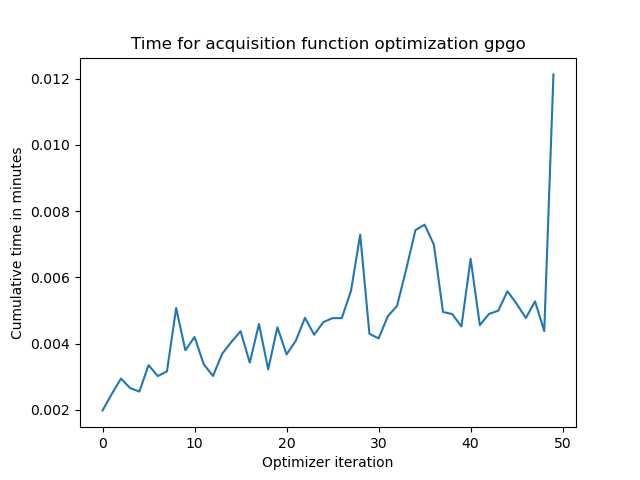 Time for acquisition function optimization gpgo
Cumulative time in minutes
0.012
0.010
0.008
0.006
0.004
0.002
0 10 20 30 40 50
Optimizer iteration